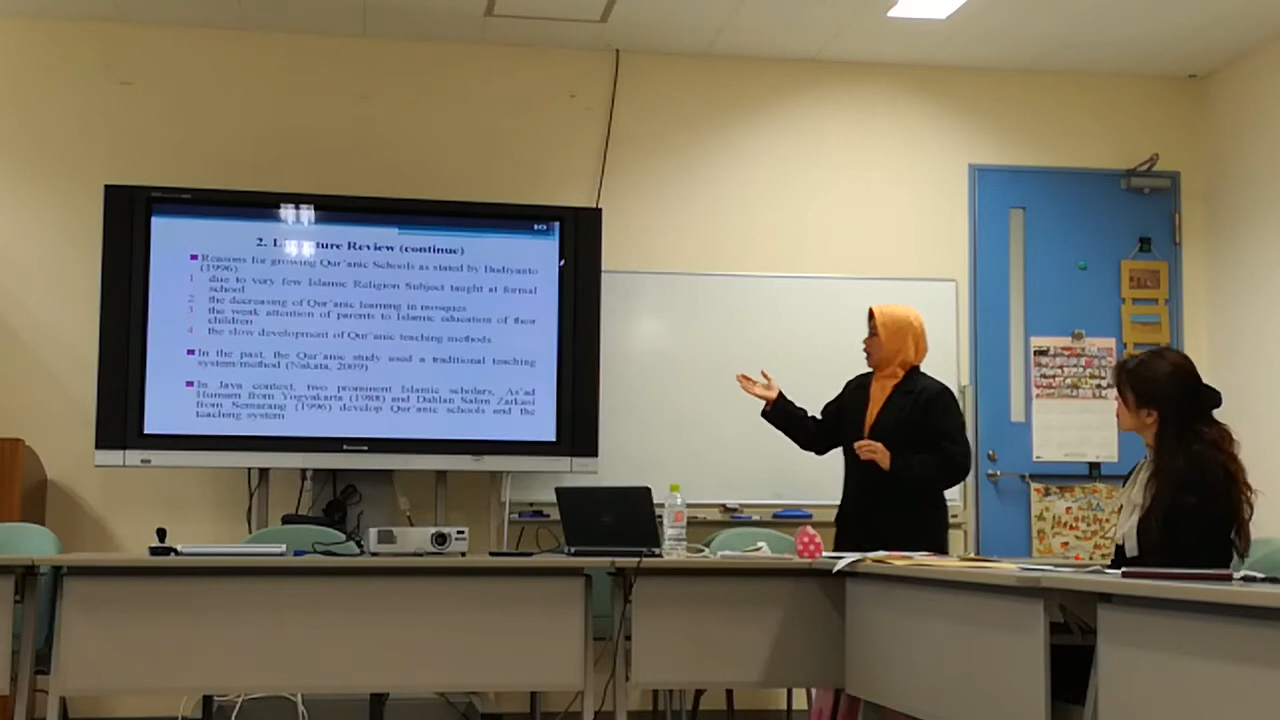 10
2. Literature Review (continue)
Reasons for growing Qur'anic Schools as stated by Budiyanto
(1996):
1 due to very few Islamic Religion Subject taught at formal
school
2 the decreasing of Qur'anic learning in mosques
3 the weak attention of parents to Islamic education of their
children
4 the slow development of Qur'anic teaching methods.
In the past, the Qur'anic study used a traditional teaching
system/method (Nakata, 2009)
In Java context, two prominent Islamic scholars, As'ad
Humam from Yogyakarta (1988) and Dahlan Salim Zarkasi
from Semarang (1996) develop Qur'anic schools and the
teaching system
Panasonic